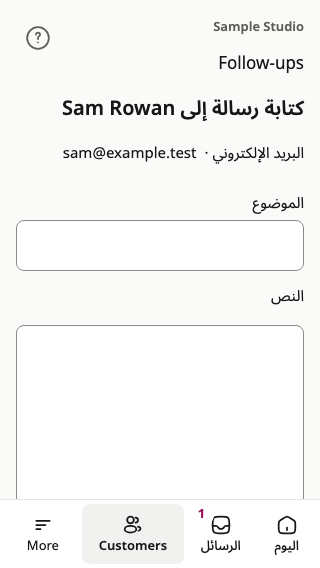 Sample Studio
Follow-ups
كتابة رسالة إلى Sam Rowan
البريد الإلكتروني · sam@example.test
الموضوع
النص
اليوم
1
الرسائل
Customers
More